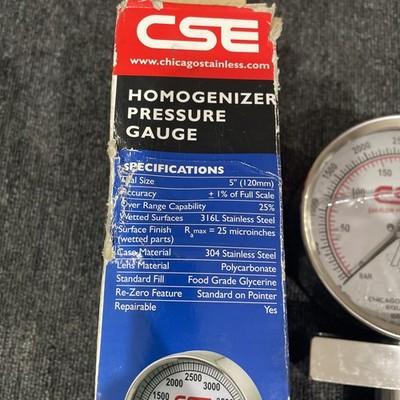 CSE
www.chicagostainless.com
HOMOGENIZER
PRESSURE
GAUGE
SPECIFICATIONS
Dial Size 5" (120mm)
Accuracy ± 1% of Full Scale
Over Range Capability 25%
Wetted Surfaces 316L Stainless Steel
Surface Finish
(wetted parts) Ra max = 25 microinches
Case Material 304 Stainless Steel
Lens Material Polycarbonate
Standard Fill Food Grade Glycerine
Re-Zero Feature Standard on Pointer
Repairable Yes
1500 2000 2500 3000
2000
2500
150
100
50
BAR